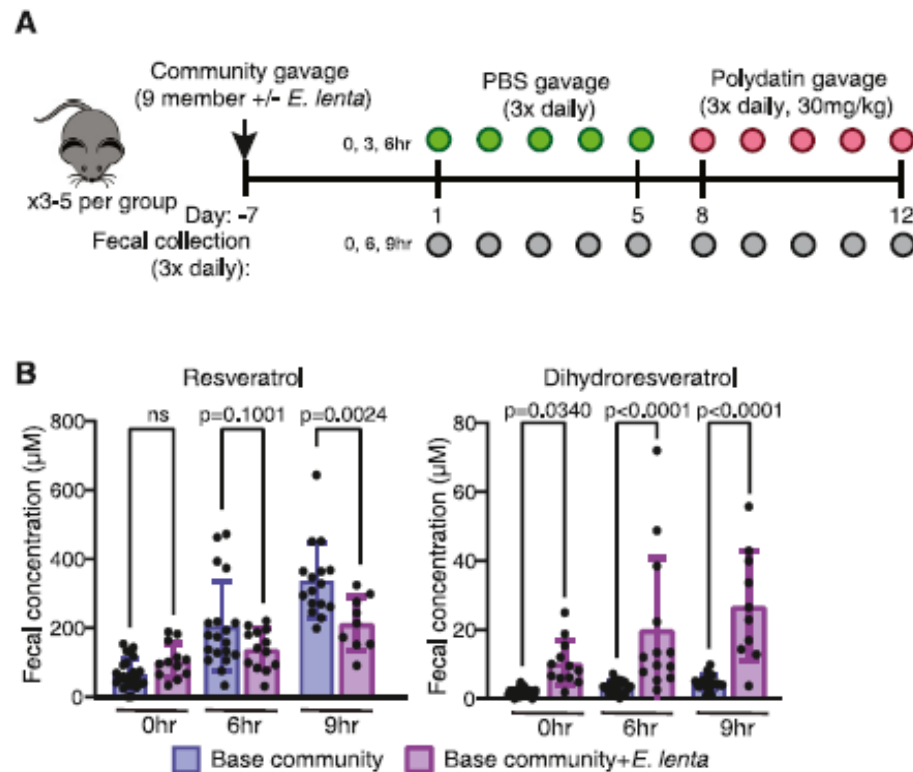 A
Community gavage
(9 member +/- E. lenta)
PBS gavage
(3x daily)
Polydatin gavage
(3x daily, 30mg/kg)
0, 3, 6hr
x3-5 per group
Day: -7
1
5
8
12
Fecal collection
(3x daily):
0, 6, 9hr
B
Resveratrol
ns
p=0.1001
p=0.0024
Fecal concentration (µM)
800
600
400
200
0
0hr
6hr
9hr
Dihydroresveratrol
p=0.0340
p<0.0001
p<0.0001
Fecal concentration (µM)
80
60
40
20
0
0hr
6hr
9hr
Base community
Base community+E. lenta